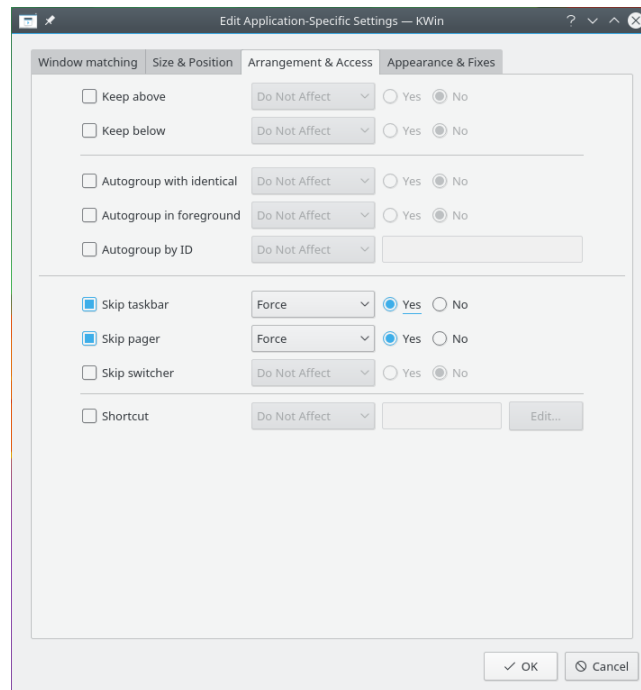 Edit Application-Specific Settings — KWin
Window matching Size & Position Arrangement & Access Appearance & Fixes
Keep above Do Not Affect Yes No
Keep below Do Not Affect Yes No
Autogroup with identical Do Not Affect Yes No
Autogroup in foreground Do Not Affect Yes No
Autogroup by ID Do Not Affect
Skip taskbar Force Yes No
Skip pager Force Yes No
Skip switcher Do Not Affect Yes No
Shortcut Do Not Affect Edit...
OK Cancel